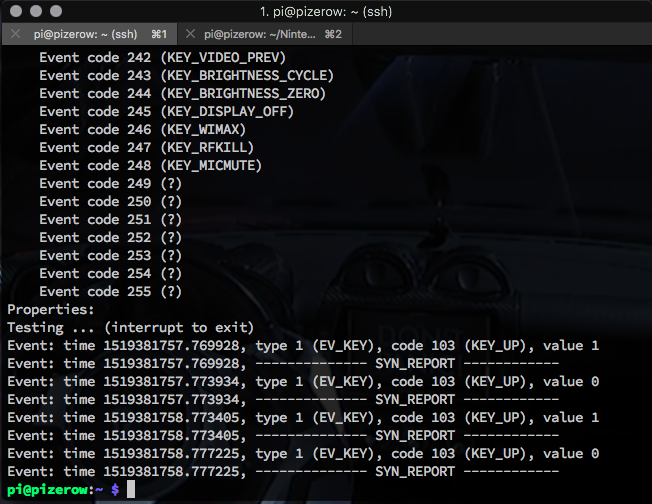 1. pi@pizerow: ~ (ssh)
pi@pizerow: ~ (ssh) ⌘1
pi@pizerow: ~/Ninte... ⌘2
Event code 242 (KEY_VIDEO_PREV)
Event code 243 (KEY_BRIGHTNESS_CYCLE)
Event code 244 (KEY_BRIGHTNESS_ZERO)
Event code 245 (KEY_DISPLAY_OFF)
Event code 246 (KEY_WIMAX)
Event code 247 (KEY_RFKILL)
Event code 248 (KEY_MICMUTE)
Event code 249 (?)
Event code 250 (?)
Event code 251 (?)
Event code 252 (?)
Event code 253 (?)
Event code 254 (?)
Event code 255 (?)
Properties:
Testing ... (interrupt to exit)
Event: time 1519381757.769928, type 1 (EV_KEY), code 103 (KEY_UP), value 1
Event: time 1519381757.769928, -------------- SYN_REPORT ------------
Event: time 1519381757.773934, type 1 (EV_KEY), code 103 (KEY_UP), value 0
Event: time 1519381757.773934, -------------- SYN_REPORT ------------
Event: time 1519381758.773405, type 1 (EV_KEY), code 103 (KEY_UP), value 1
Event: time 1519381758.773405, -------------- SYN_REPORT ------------
Event: time 1519381758.777225, type 1 (EV_KEY), code 103 (KEY_UP), value 0
Event: time 1519381758.777225, -------------- SYN_REPORT ------------
pi@pizerow:~ $